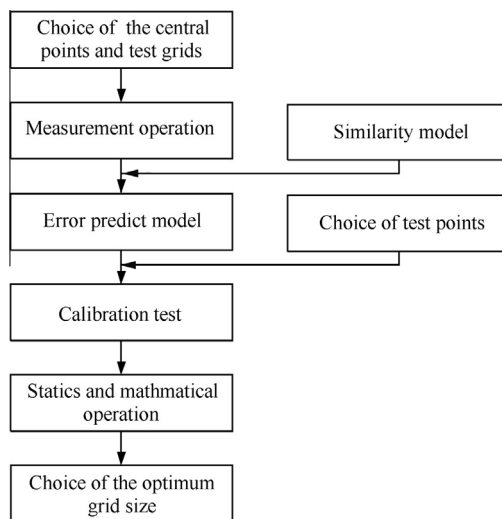 Choice of the central
points and test grids
Measurement operation
Similarity model
Error predict model
Choice of test points
Calibration test
Statics and mathmatical
operation
Choice of the optimum
grid size